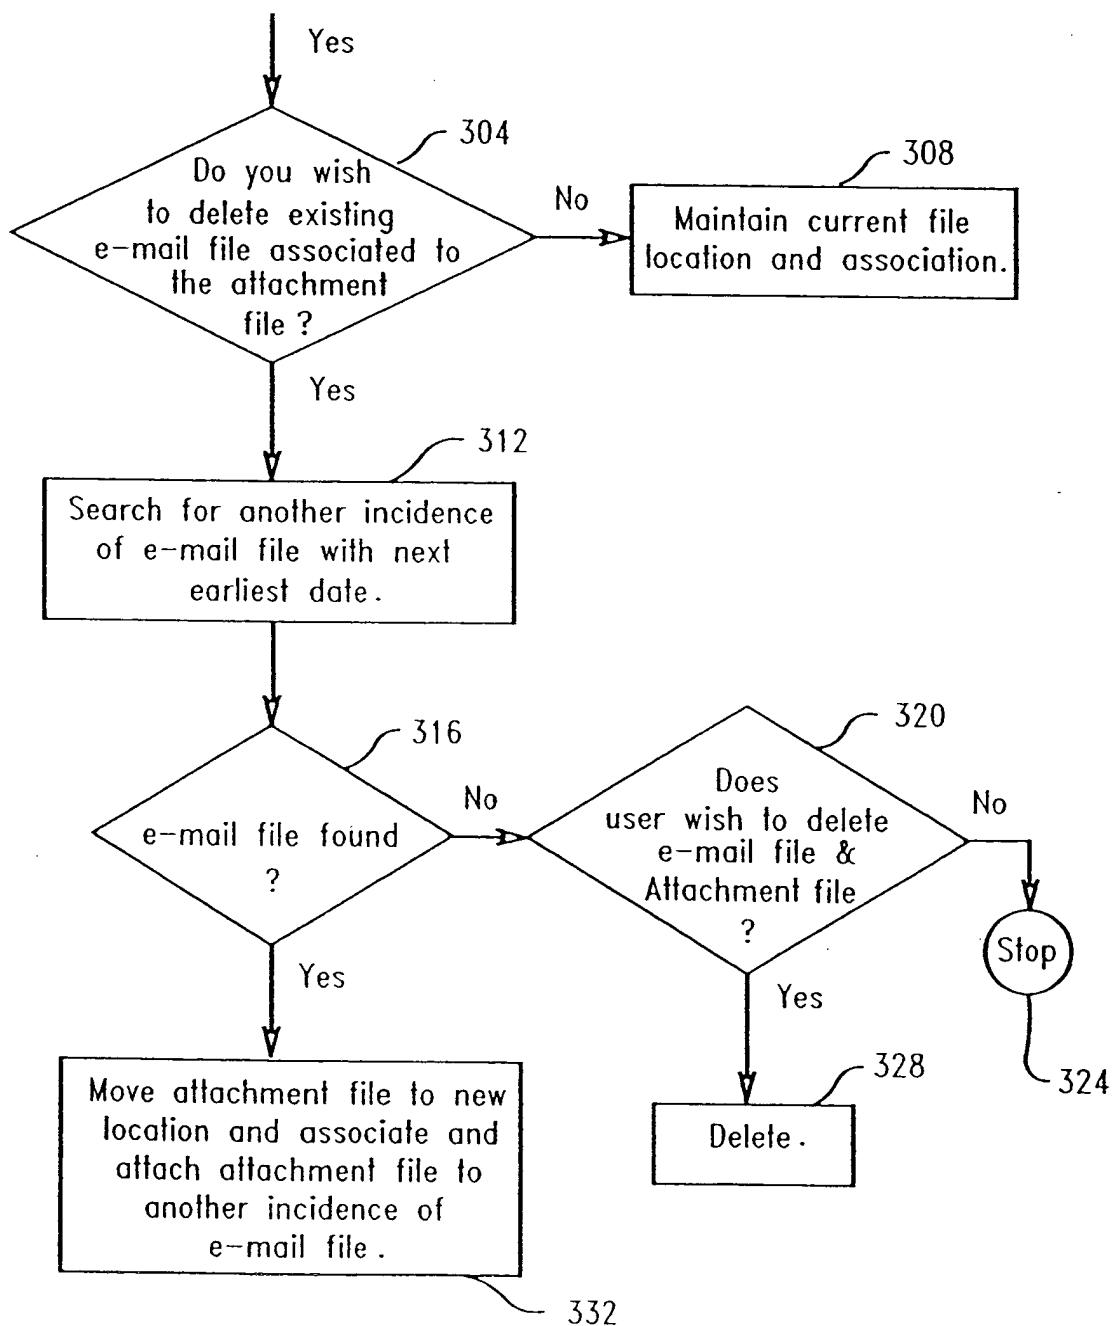 Yes
304
Do you wish
to delete existing
e-mail file associated to
the attachment
file ?
No
308
Maintain current file
location and association.
Yes
312
Search for another incidence
of e-mail file with next
earliest date.
316
e-mail file found
?
No
320
Does
user wish to delete
e-mail file &
Attachment file
?
No
Stop
324
Yes
328
Delete.
Yes
Move attachment file to new
location and associate and
attach attachment file to
another incidence of
e-mail file.
332